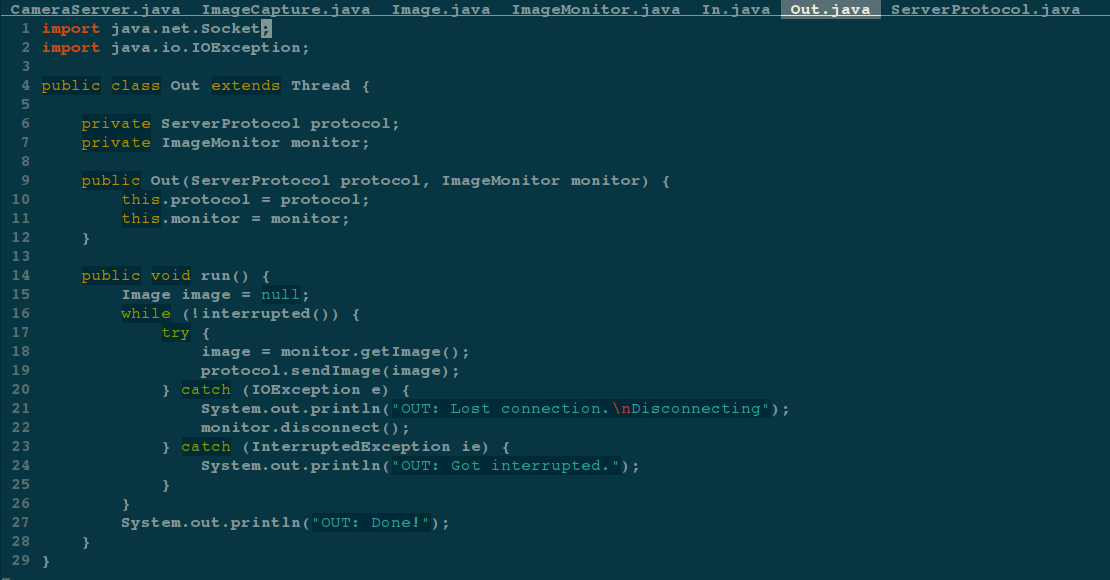 CameraServer.java ImageCapture.java Image.java ImageMonitor.java In.java Out.java ServerProtocol.java
1 import java.net.Socket;
2 import java.io.IOException;
3
4 public class Out extends Thread {
5
6     private ServerProtocol protocol;
7     private ImageMonitor monitor;
8
9     public Out(ServerProtocol protocol, ImageMonitor monitor) {
10         this.protocol = protocol;
11         this.monitor = monitor;
12     }
13
14     public void run() {
15         Image image = null;
16         while (!interrupted()) {
17             try {
18                 image = monitor.getImage();
19                 protocol.sendImage(image);
20             } catch (IOException e) {
21                 System.out.println("OUT: Lost connection.\nDisconnecting");
22                 monitor.disconnect();
23             } catch (InterruptedException ie) {
24                 System.out.println("OUT: Got interrupted.");
25             }
26         }
27         System.out.println("OUT: Done!");
28     }
29 }